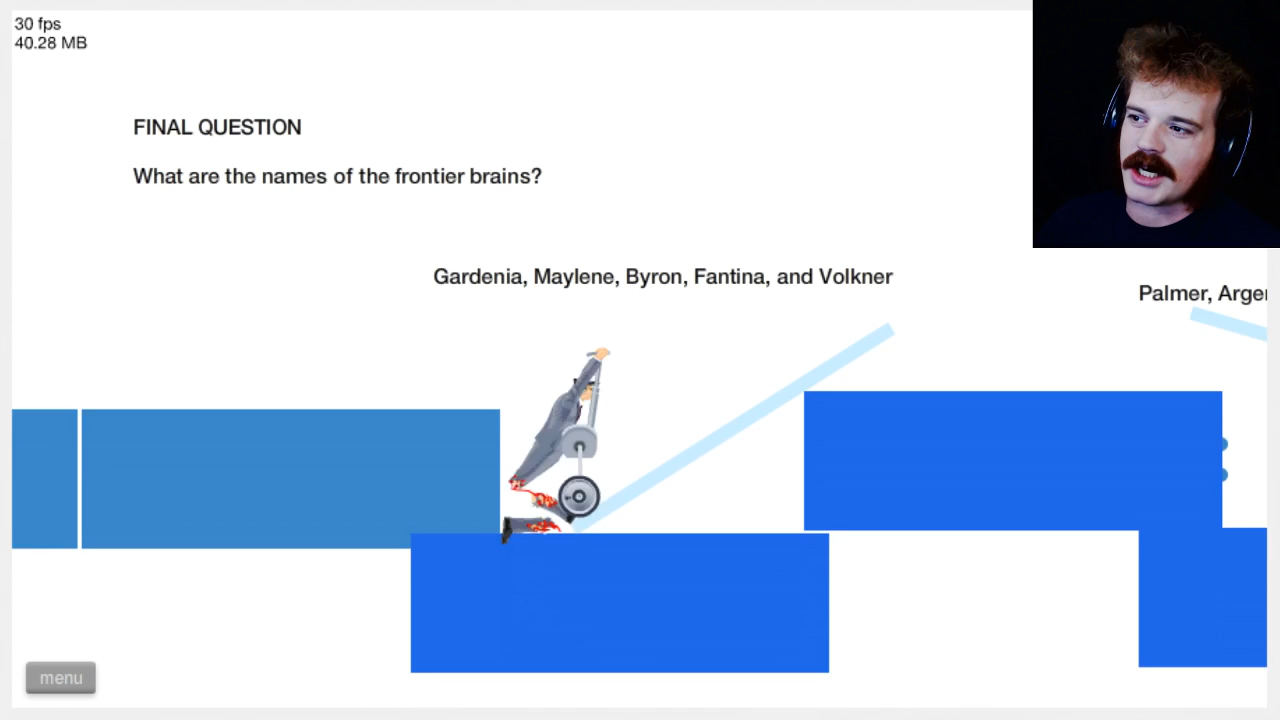 30 fps
40.28 MB
FINAL QUESTION
What are the names of the frontier brains?
Gardenia, Maylene, Byron, Fantina, and Volkner
Palmer,
menu